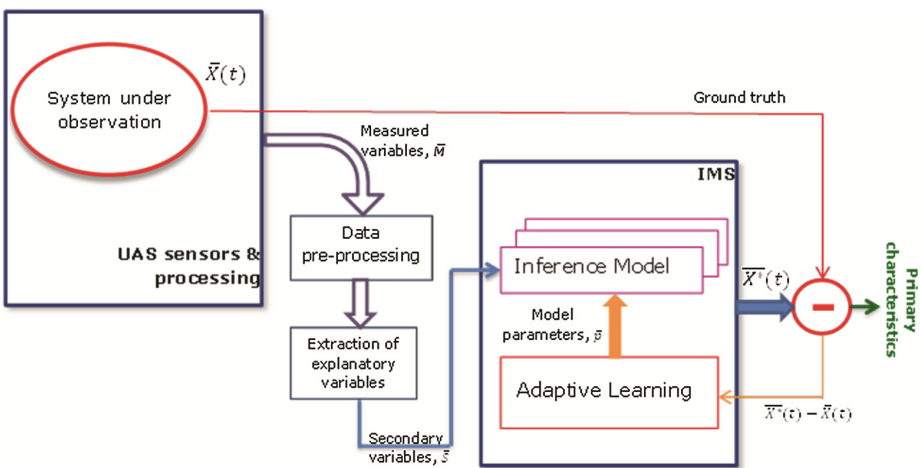 System under
observation
X̄(t)
UAS sensors &
processing
Ground truth
Measured
variables, M̄
Data
pre-processing
Extraction of
explanatory
variables
Secondary
variables, S̄
IMS
Inference Model
Model
parameters, p̄
Adaptive Learning
X̄*(t)
−
X̄*(t) − X̄(t)
Primary
characteristics